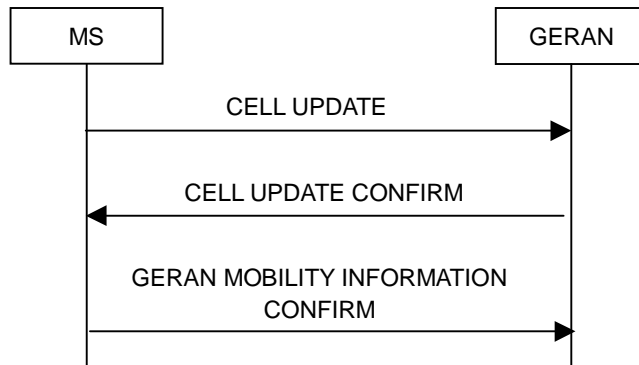 MS
GERAN
CELL UPDATE
CELL UPDATE CONFIRM
GERAN MOBILITY INFORMATION
CONFIRM